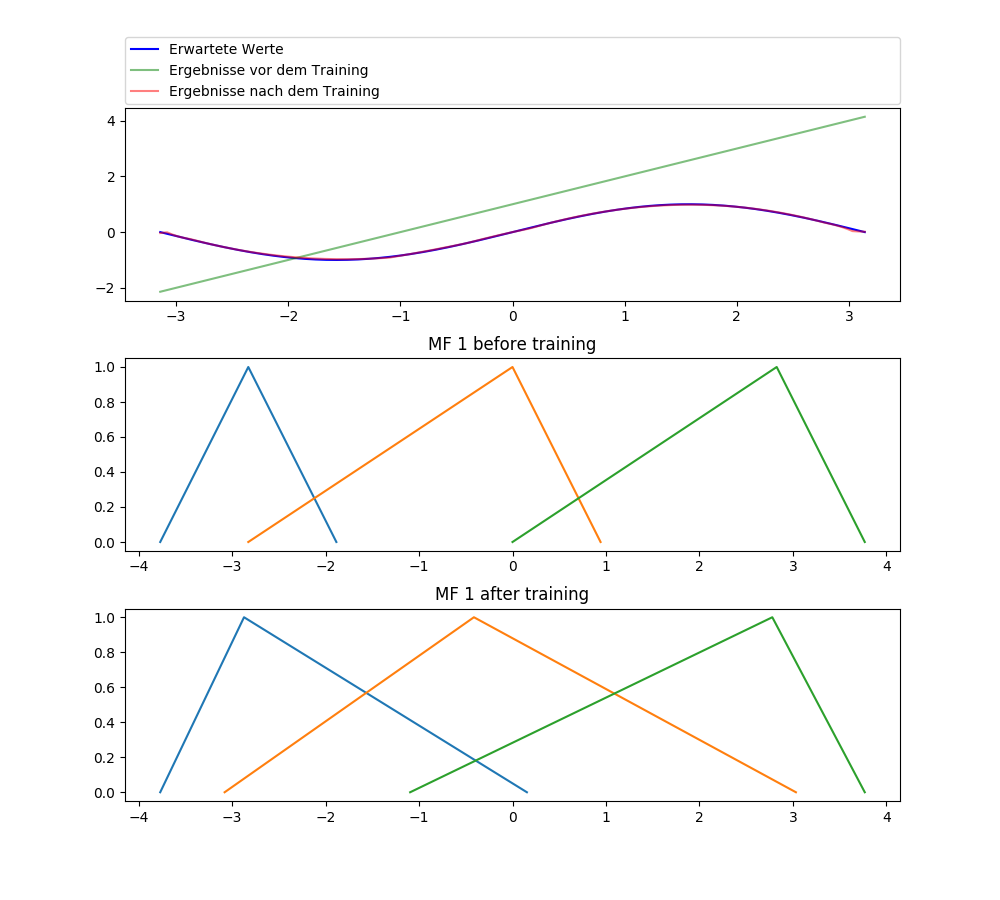 Erwartete Werte
Ergebnisse vor dem Training
Ergebnisse nach dem Training
4
2
0
−2
−3 −2 −1 0 1 2 3
MF 1 before training
1.0
0.8
0.6
0.4
0.2
0.0
−4 −3 −2 −1 0 1 2 3 4
MF 1 after training
1.0
0.8
0.6
0.4
0.2
0.0
−4 −3 −2 −1 0 1 2 3 4